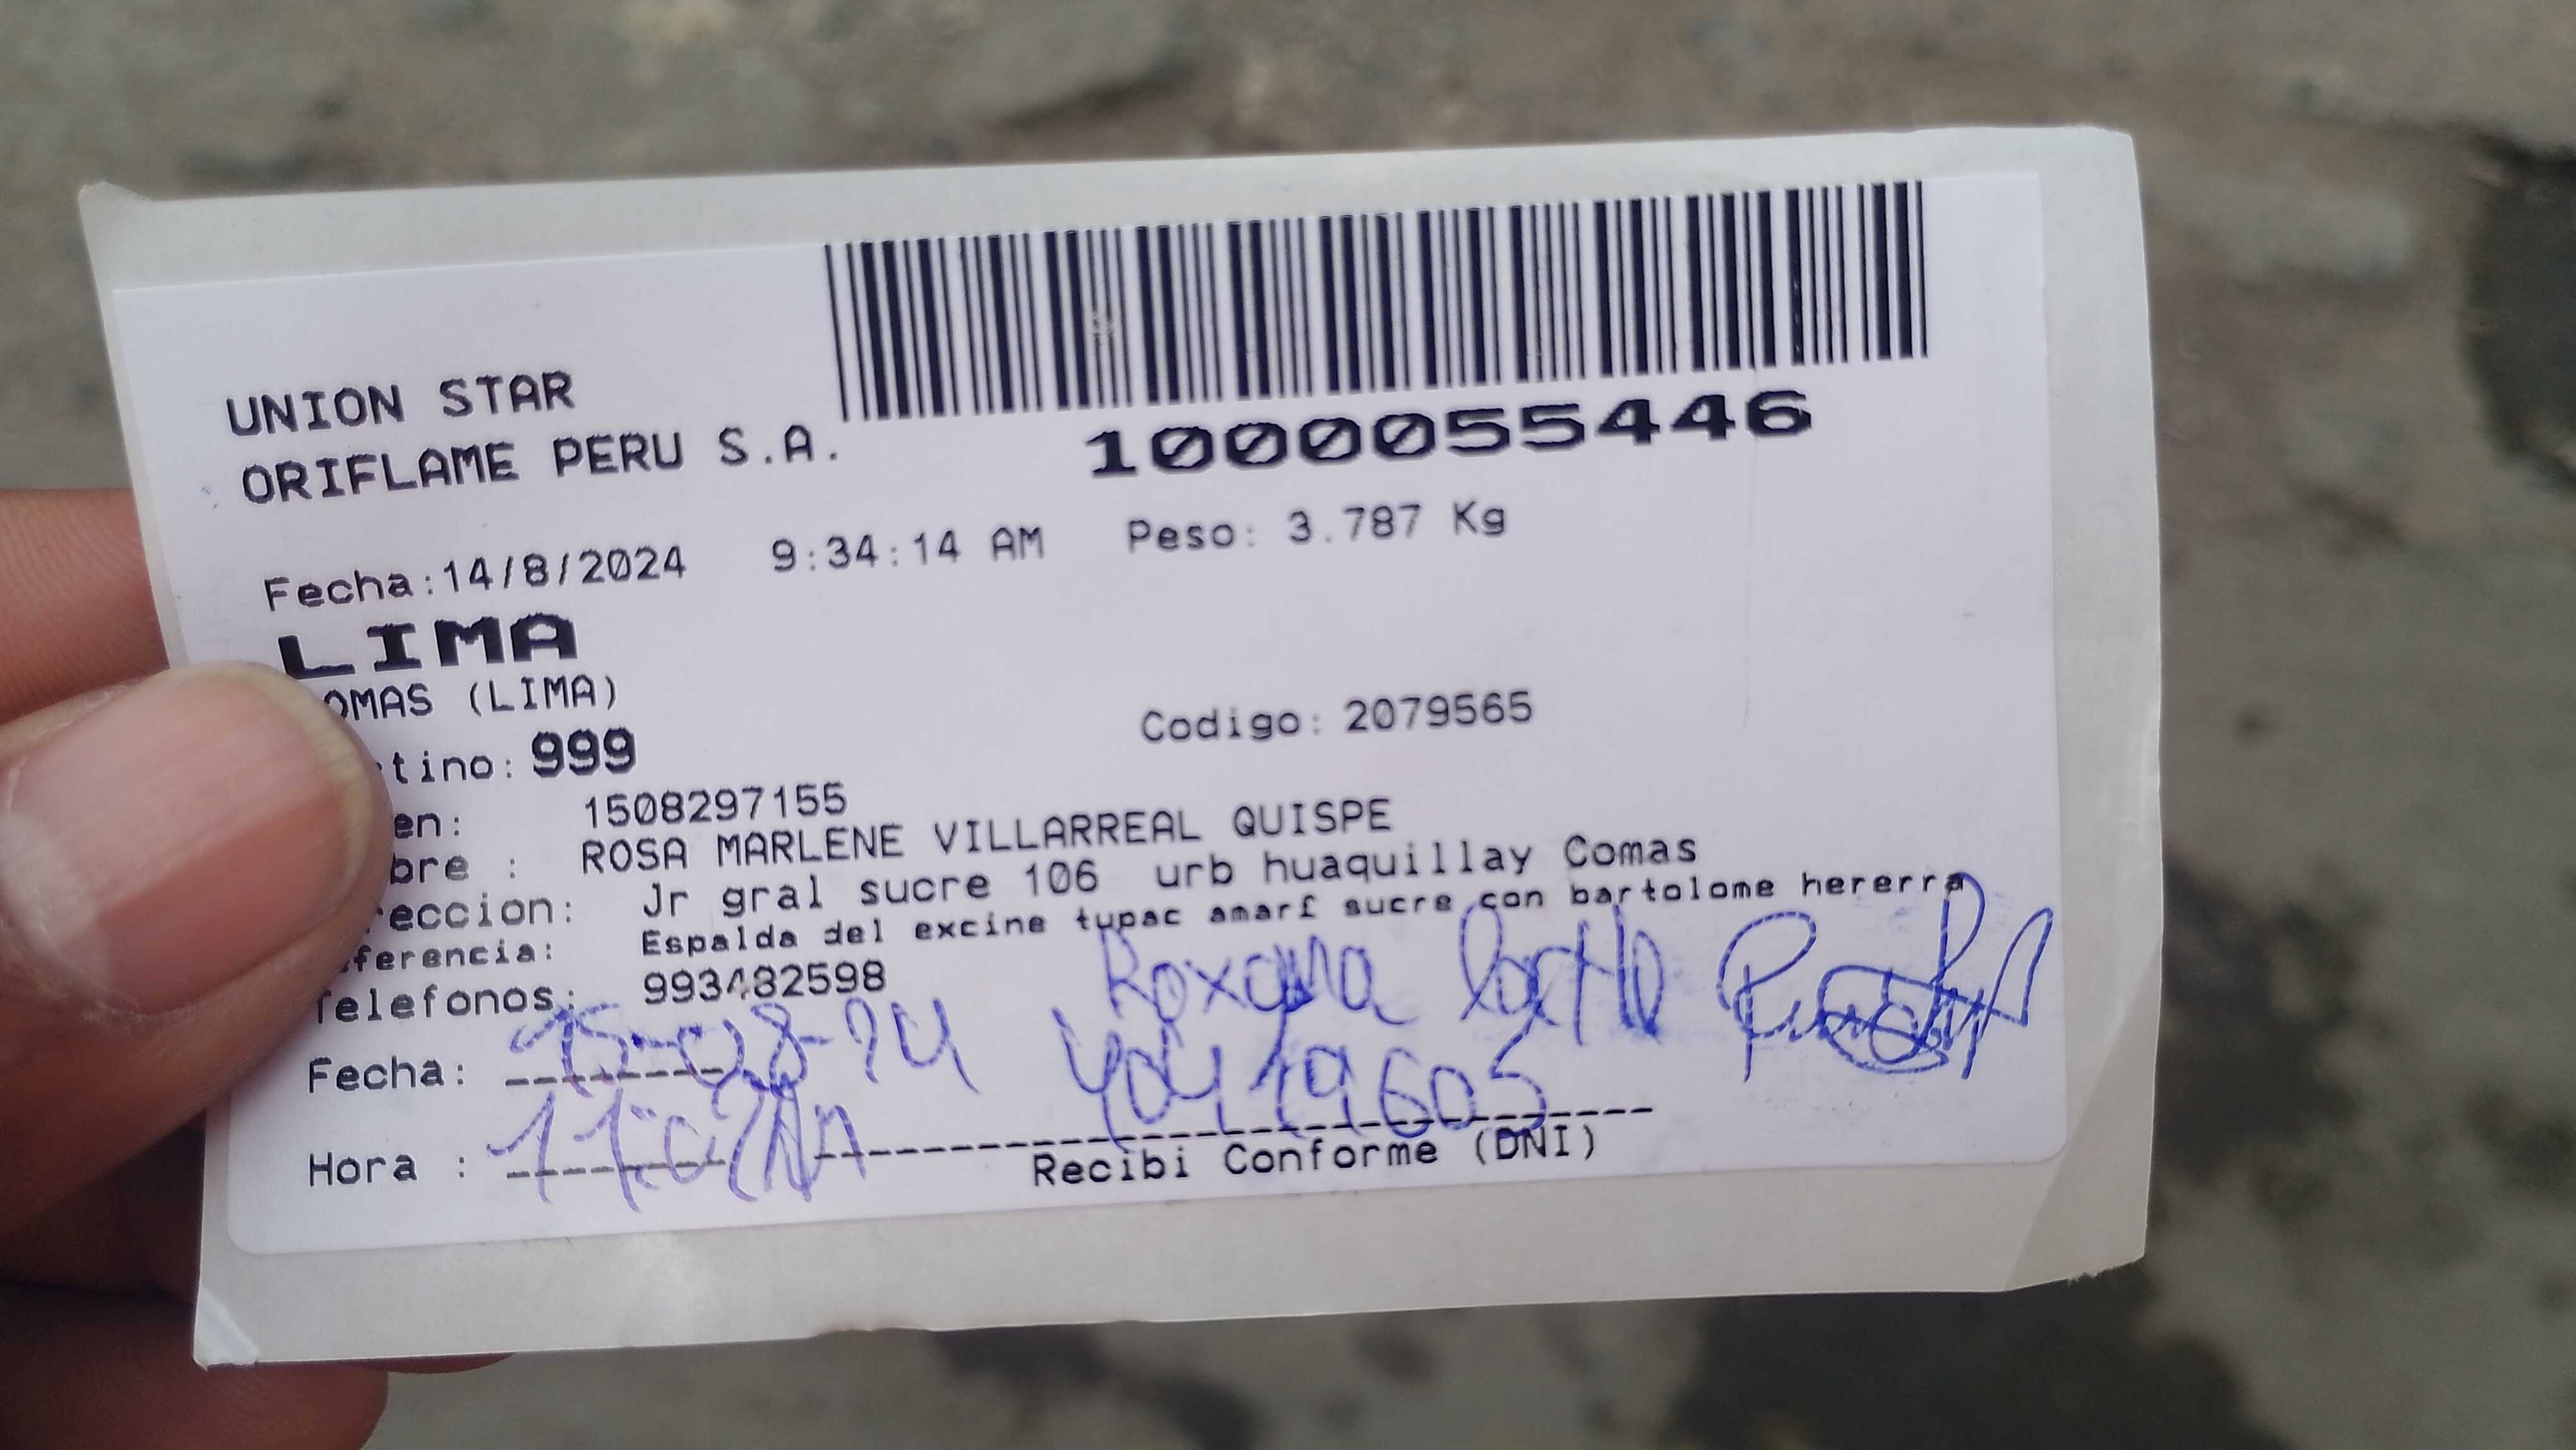 UNION STAR
ORIFLAME PERU S.A.
1000055446
Fecha:14/8/2024 9:34:14 AM Peso: 3.787 Kg
LIMA
OMAS (LIMA)
tino: 999 Codigo: 2079565
en: 1508297155
bre : ROSA MARLENE VILLARREAL QUISPE
reccion: Jr gral sucre 106 urb huaquillay Comas
ferencia: Espalda del excine tupac amar£ sucre con bartolome hererra
Telefonos: 993482598
Roxana
Fecha: 15-08-24 40419605
Hora :
Recibi Conforme (DNI)